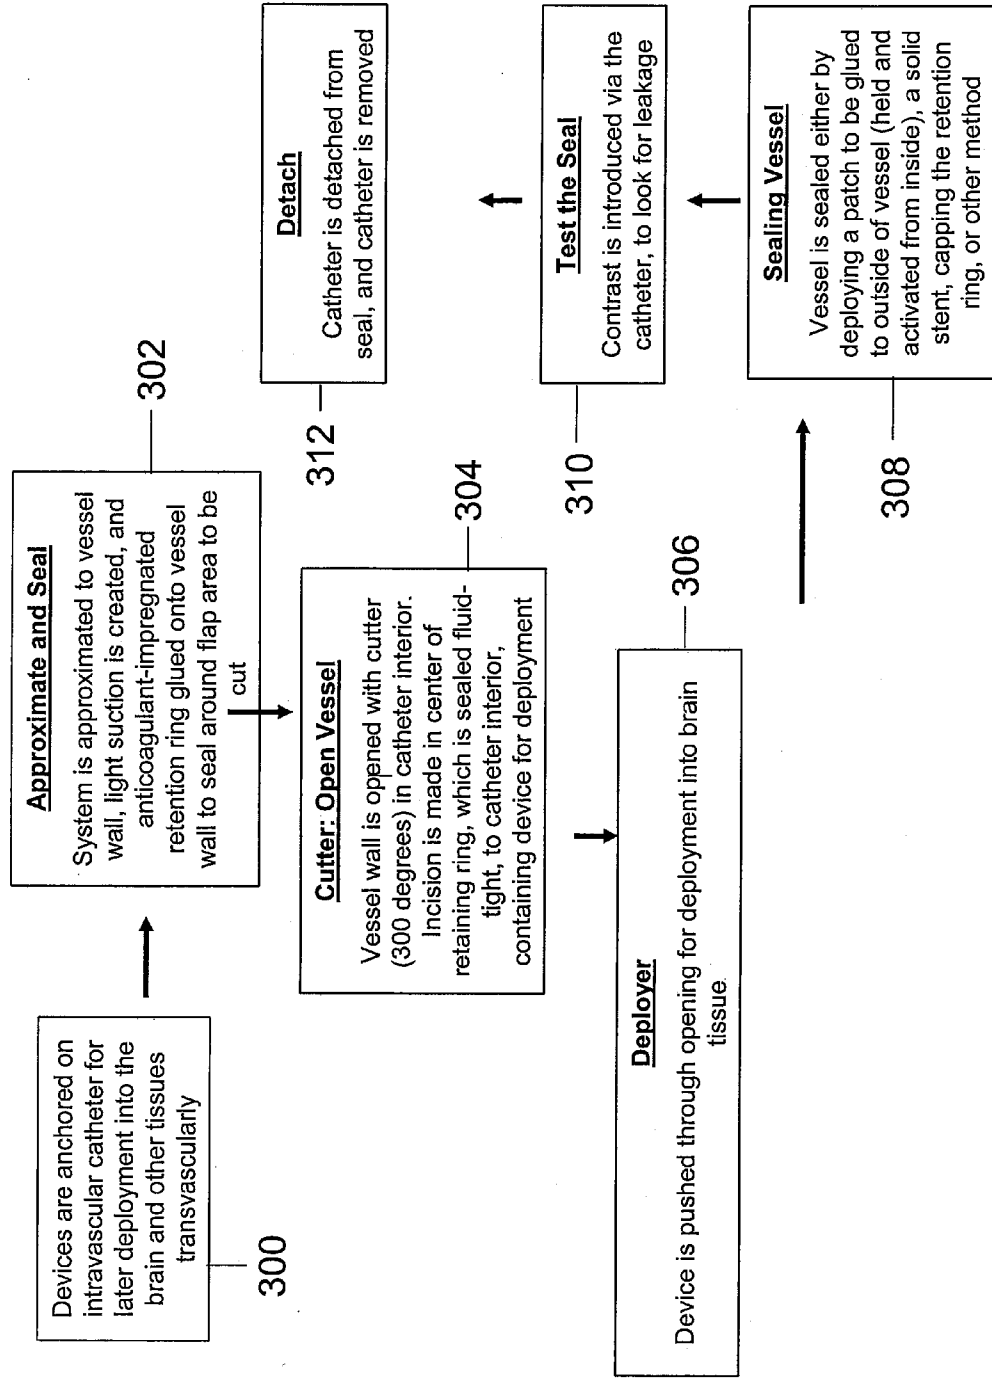 Devices are anchored on
intravascular catheter for
later deployment into the
brain and other tissues
transvascularly
300
Approximate and Seal
System is approximated to vessel
wall, light suction is created, and
anticoagulant-impregnated
retention ring glued onto vessel
wall to seal around flap area to be
cut
302
Cutter: Open Vessel
Vessel wall is opened with cutter
(300 degrees) in catheter interior.
Incision is made in center of
retaining ring, which is sealed fluid-
tight, to catheter interior,
containing device for deployment
304
Deployer
Device is pushed through opening for deployment into brain
tissue.
306
Sealing Vessel
Vessel is sealed either by
deploying a patch to be glued
to outside of vessel (held and
activated from inside), a solid
stent, capping the retention
ring, or other method
308
Test the Seal
Contrast is introduced via the
catheter, to look for leakage
310
Detach
Catheter is detached from
seal, and catheter is removed
312